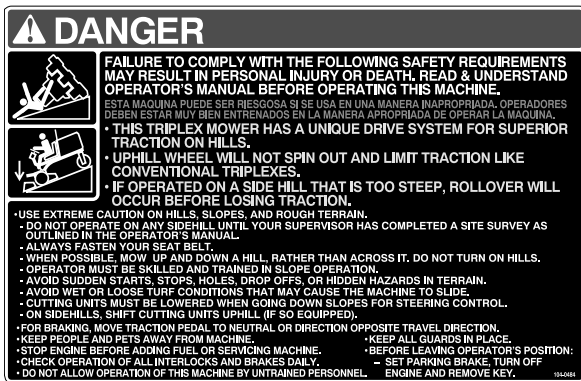 DANGER
FAILURE TO COMPLY WITH THE FOLLOWING SAFETY REQUIREMENTS
MAY RESULT IN PERSONAL INJURY OR DEATH. READ & UNDERSTAND
OPERATOR'S MANUAL BEFORE OPERATING THIS MACHINE.
ESTA MAQUINA PUEDE SER RIESGOSA SI SE USA EN UNA MANERA INAPROPRIADA. OPERADORES
DEBEN ESTAR MUY BIEN ENTRENADOS EN LA MANERA APROPRIADA DE OPERAR LA MAQUINA.
• THIS TRIPLEX MOWER HAS A UNIQUE DRIVE SYSTEM FOR SUPERIOR
TRACTION ON HILLS.
• UPHILL WHEEL WILL NOT SPIN OUT AND LIMIT TRACTION LIKE
CONVENTIONAL TRIPLEXES.
• IF OPERATED ON A SIDE HILL THAT IS TOO STEEP, ROLLOVER WILL
OCCUR BEFORE LOSING TRACTION.
•USE EXTREME CAUTION ON HILLS, SLOPES, AND ROUGH TERRAIN.
- DO NOT OPERATE ON ANY SIDEHILL UNTIL YOUR SUPERVISOR HAS COMPLETED A SITE SURVEY AS
OUTLINED IN THE OPERATOR'S MANUAL.
- ALWAYS FASTEN YOUR SEAT BELT.
- WHEN POSSIBLE, MOW UP AND DOWN A HILL, RATHER THAN ACROSS IT. DO NOT TURN ON HILLS.
- OPERATOR MUST BE SKILLED AND TRAINED IN SLOPE OPERATION.
- AVOID SUDDEN STARTS, STOPS, HOLES, DROP OFFS, OR HIDDEN HAZARDS IN TERRAIN.
- AVOID WET OR LOOSE TURF CONDITIONS THAT MAY CAUSE THE MACHINE TO SLIDE.
- CUTTING UNITS MUST BE LOWERED WHEN GOING DOWN SLOPES FOR STEERING CONTROL.
- ON SIDEHILLS, SHIFT CUTTING UNITS UPHILL (IF SO EQUIPPED).
•FOR BRAKING, MOVE TRACTION PEDAL TO NEUTRAL OR DIRECTION OPPOSITE TRAVEL DIRECTION.
•KEEP PEOPLE AND PETS AWAY FROM MACHINE.
•STOP ENGINE BEFORE ADDING FUEL OR SERVICING MACHINE.
•CHECK OPERATION OF ALL INTERLOCKS AND BRAKES DAILY.
• DO NOT ALLOW OPERATION OF THIS MACHINE BY UNTRAINED PERSONNEL.
•KEEP ALL GUARDS IN PLACE.
•BEFORE LEAVING OPERATOR'S POSITION:
– SET PARKING BRAKE, TURN OFF
ENGINE AND REMOVE KEY.
104-0484